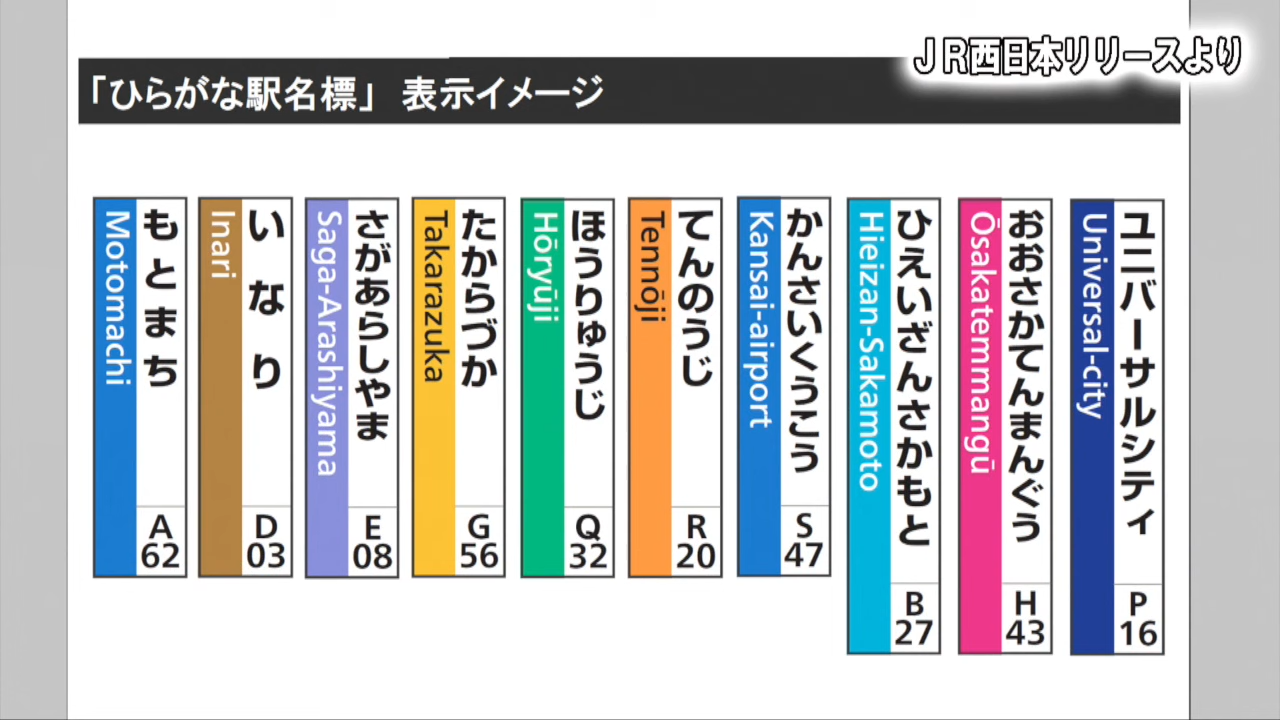 JR西日本リリースより
「ひらがな駅名標」 表示イメージ
もとまち
Motomachi
A
62
いなり
Inari
D
03
さがあらしやま
Saga-Arashiyama
E
08
たからづか
Takarazuka
G
56
ほうりゅうじ
Hōryūji
Q
32
てんのうじ
Tennōji
R
20
かんさいくうこう
Kansai-airport
S
47
ひえいざんさかもと
Hieizan-Sakamoto
B
27
おおさかてんまんぐう
Ōsakatemmangū
H
43
ユニバーサルシティ
Universal-city
P
16